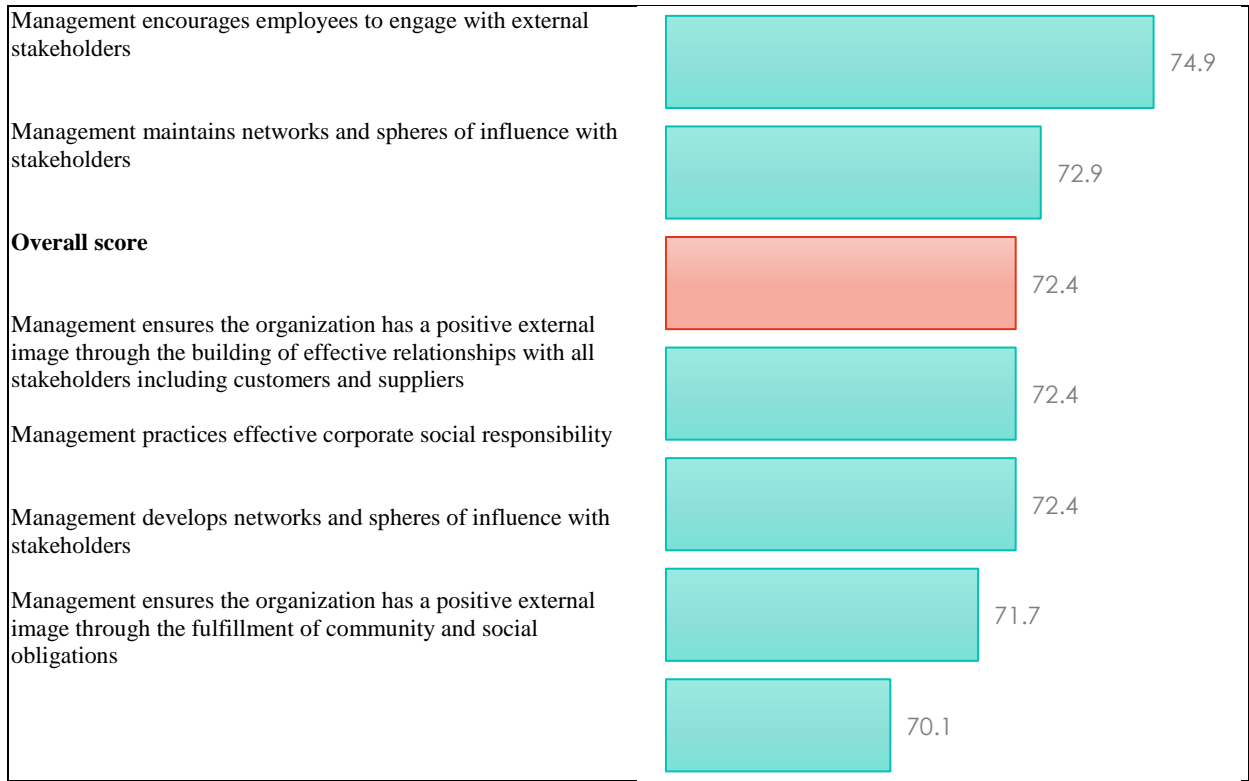 Management encourages employees to engage with external
stakeholders
74.9
Management maintains networks and spheres of influence with
stakeholders
72.9
Overall score
72.4
Management ensures the organization has a positive external
image through the building of effective relationships with all
stakeholders including customers and suppliers
72.4
Management practices effective corporate social responsibility
72.4
Management develops networks and spheres of influence with
stakeholders
71.7
Management ensures the organization has a positive external
image through the fulfillment of community and social
obligations
70.1